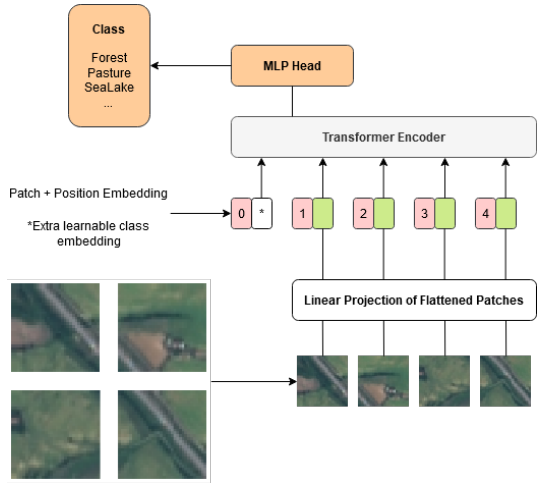 Class
Forest
Pasture
SeaLake
...
MLP Head
Transformer Encoder
Patch + Position Embedding
*Extra learnable class
embedding
0 * 1 2 3 4
Linear Projection of Flattened Patches